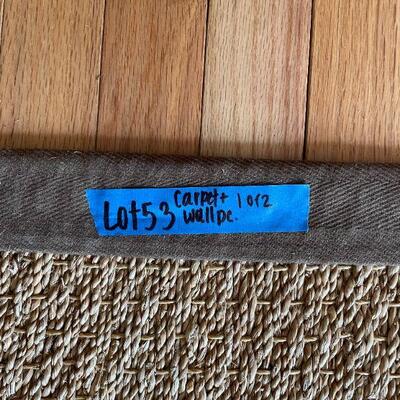 Lot53 Carpet+ 1 of 2
wallpc.